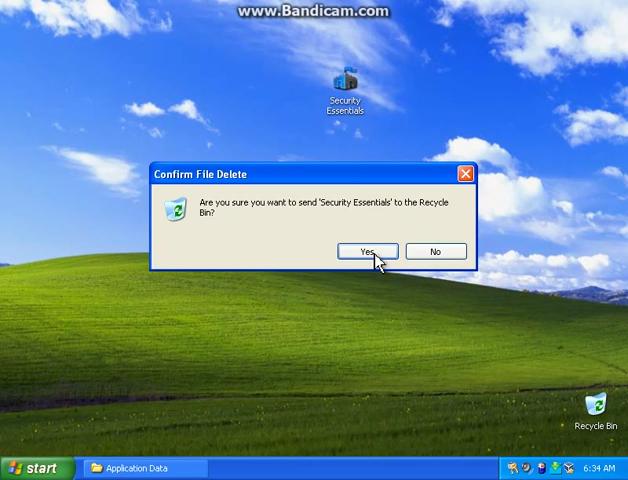 www.Bandicam.com
Security
Essentials
Confirm File Delete
Are you sure you want to send 'Security Essentials' to the Recycle
Bin?
Yes
No
Recycle Bin
start
Application Data
6:34 AM